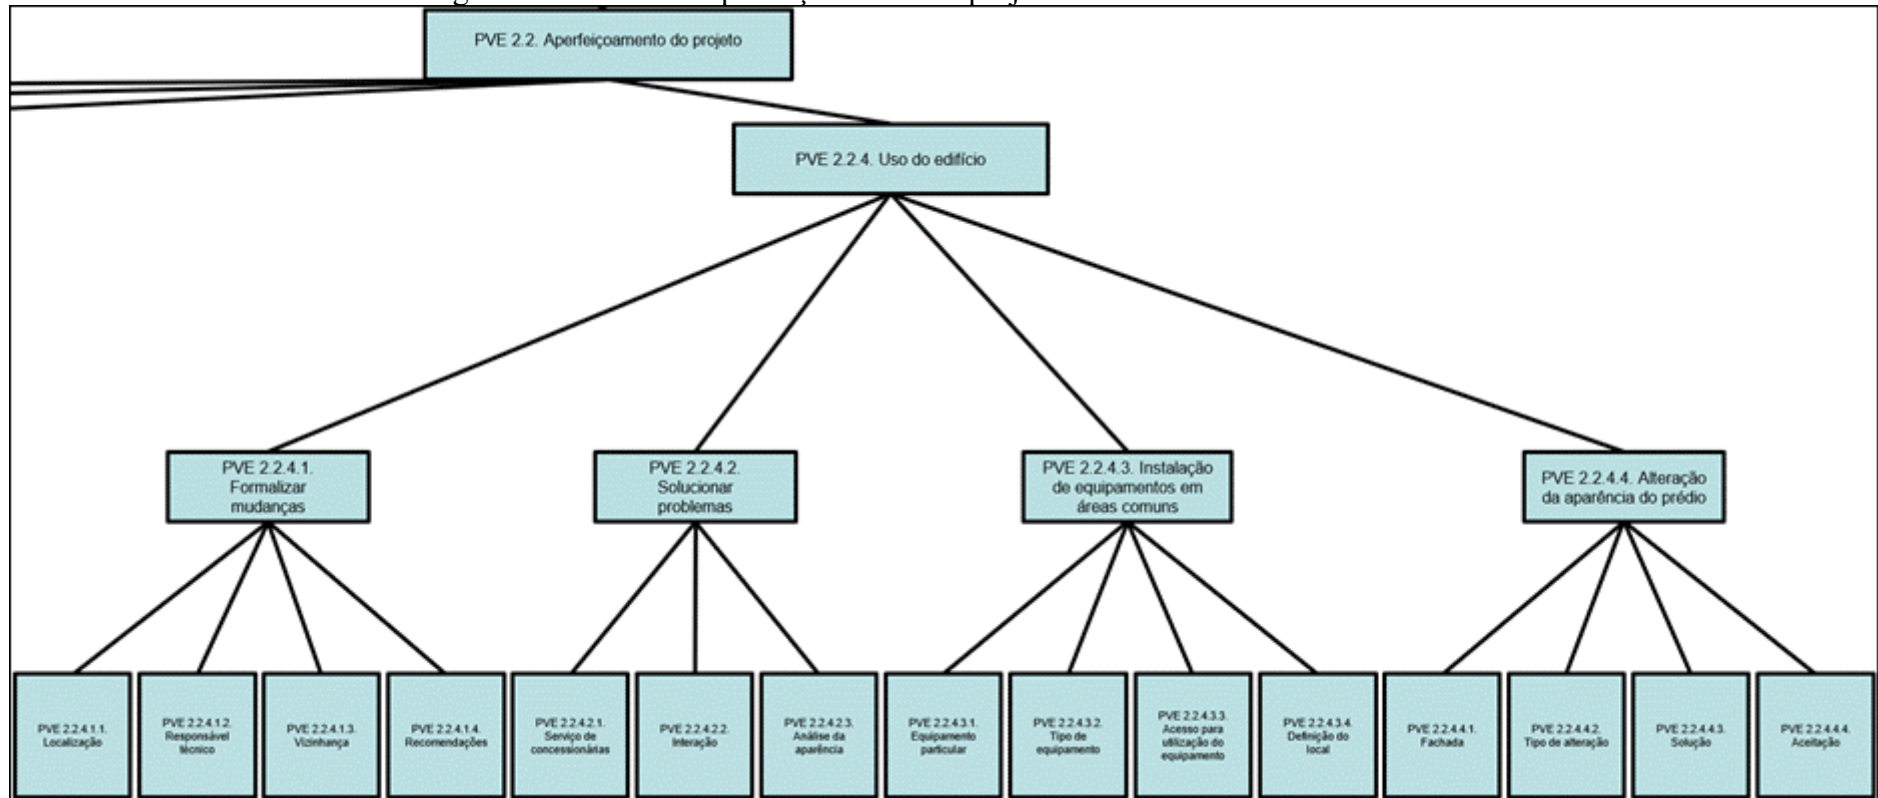 PVE 2.2. Aperfeiçoamento do projeto
PVE 2.2.4. Uso do edifício
PVE 2.2.4.1.
Formalizar
mudanças
PVE 2.2.4.2.
Solucionar
problemas
PVE 2.2.4.3. Instalação
de equipamentos em
áreas comuns
PVE 2.2.4.4. Alteração
da aparência do prédio
PVE 2.2.4.1.1.
Localização
PVE 2.2.4.1.2.
Responsável
técnico
PVE 2.2.4.1.3.
Vizinhança
PVE 2.2.4.1.4.
Recomendações
PVE 2.2.4.2.1.
Serviço de
concessionárias
PVE 2.2.4.2.2.
Interação
PVE 2.2.4.2.3.
Análise da
aparência
PVE 2.2.4.3.1.
Equipamento
particular
PVE 2.2.4.3.2.
Tipo de
equipamento
PVE 2.2.4.3.3.
Acesso para
utilização do
equipamento
PVE 2.2.4.3.4.
Definição do
local
PVE 2.2.4.4.1.
Fachada
PVE 2.2.4.4.2.
Tipo de alteração
PVE 2.2.4.4.3.
Solução
PVE 2.2.4.4.4.
Aceitação